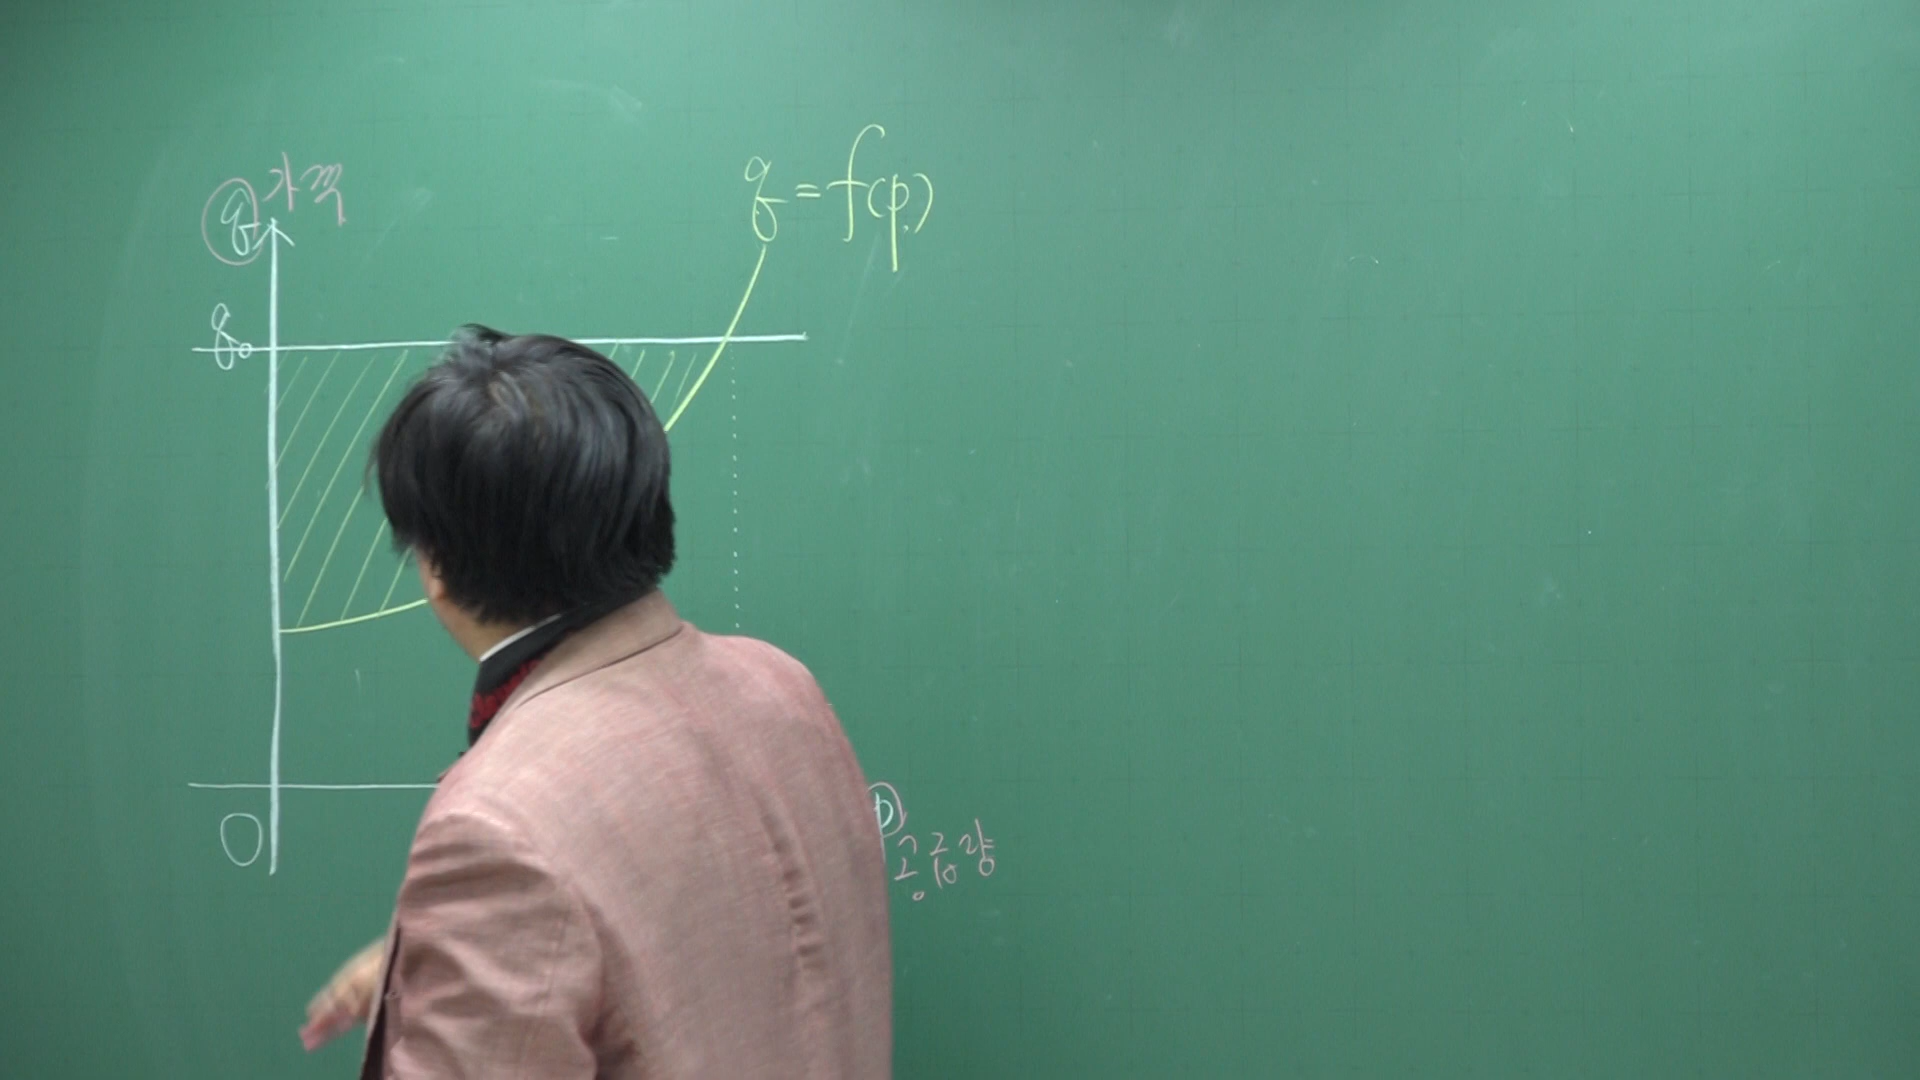 q 가격
q = f(p)
q₀
O
p
공급량